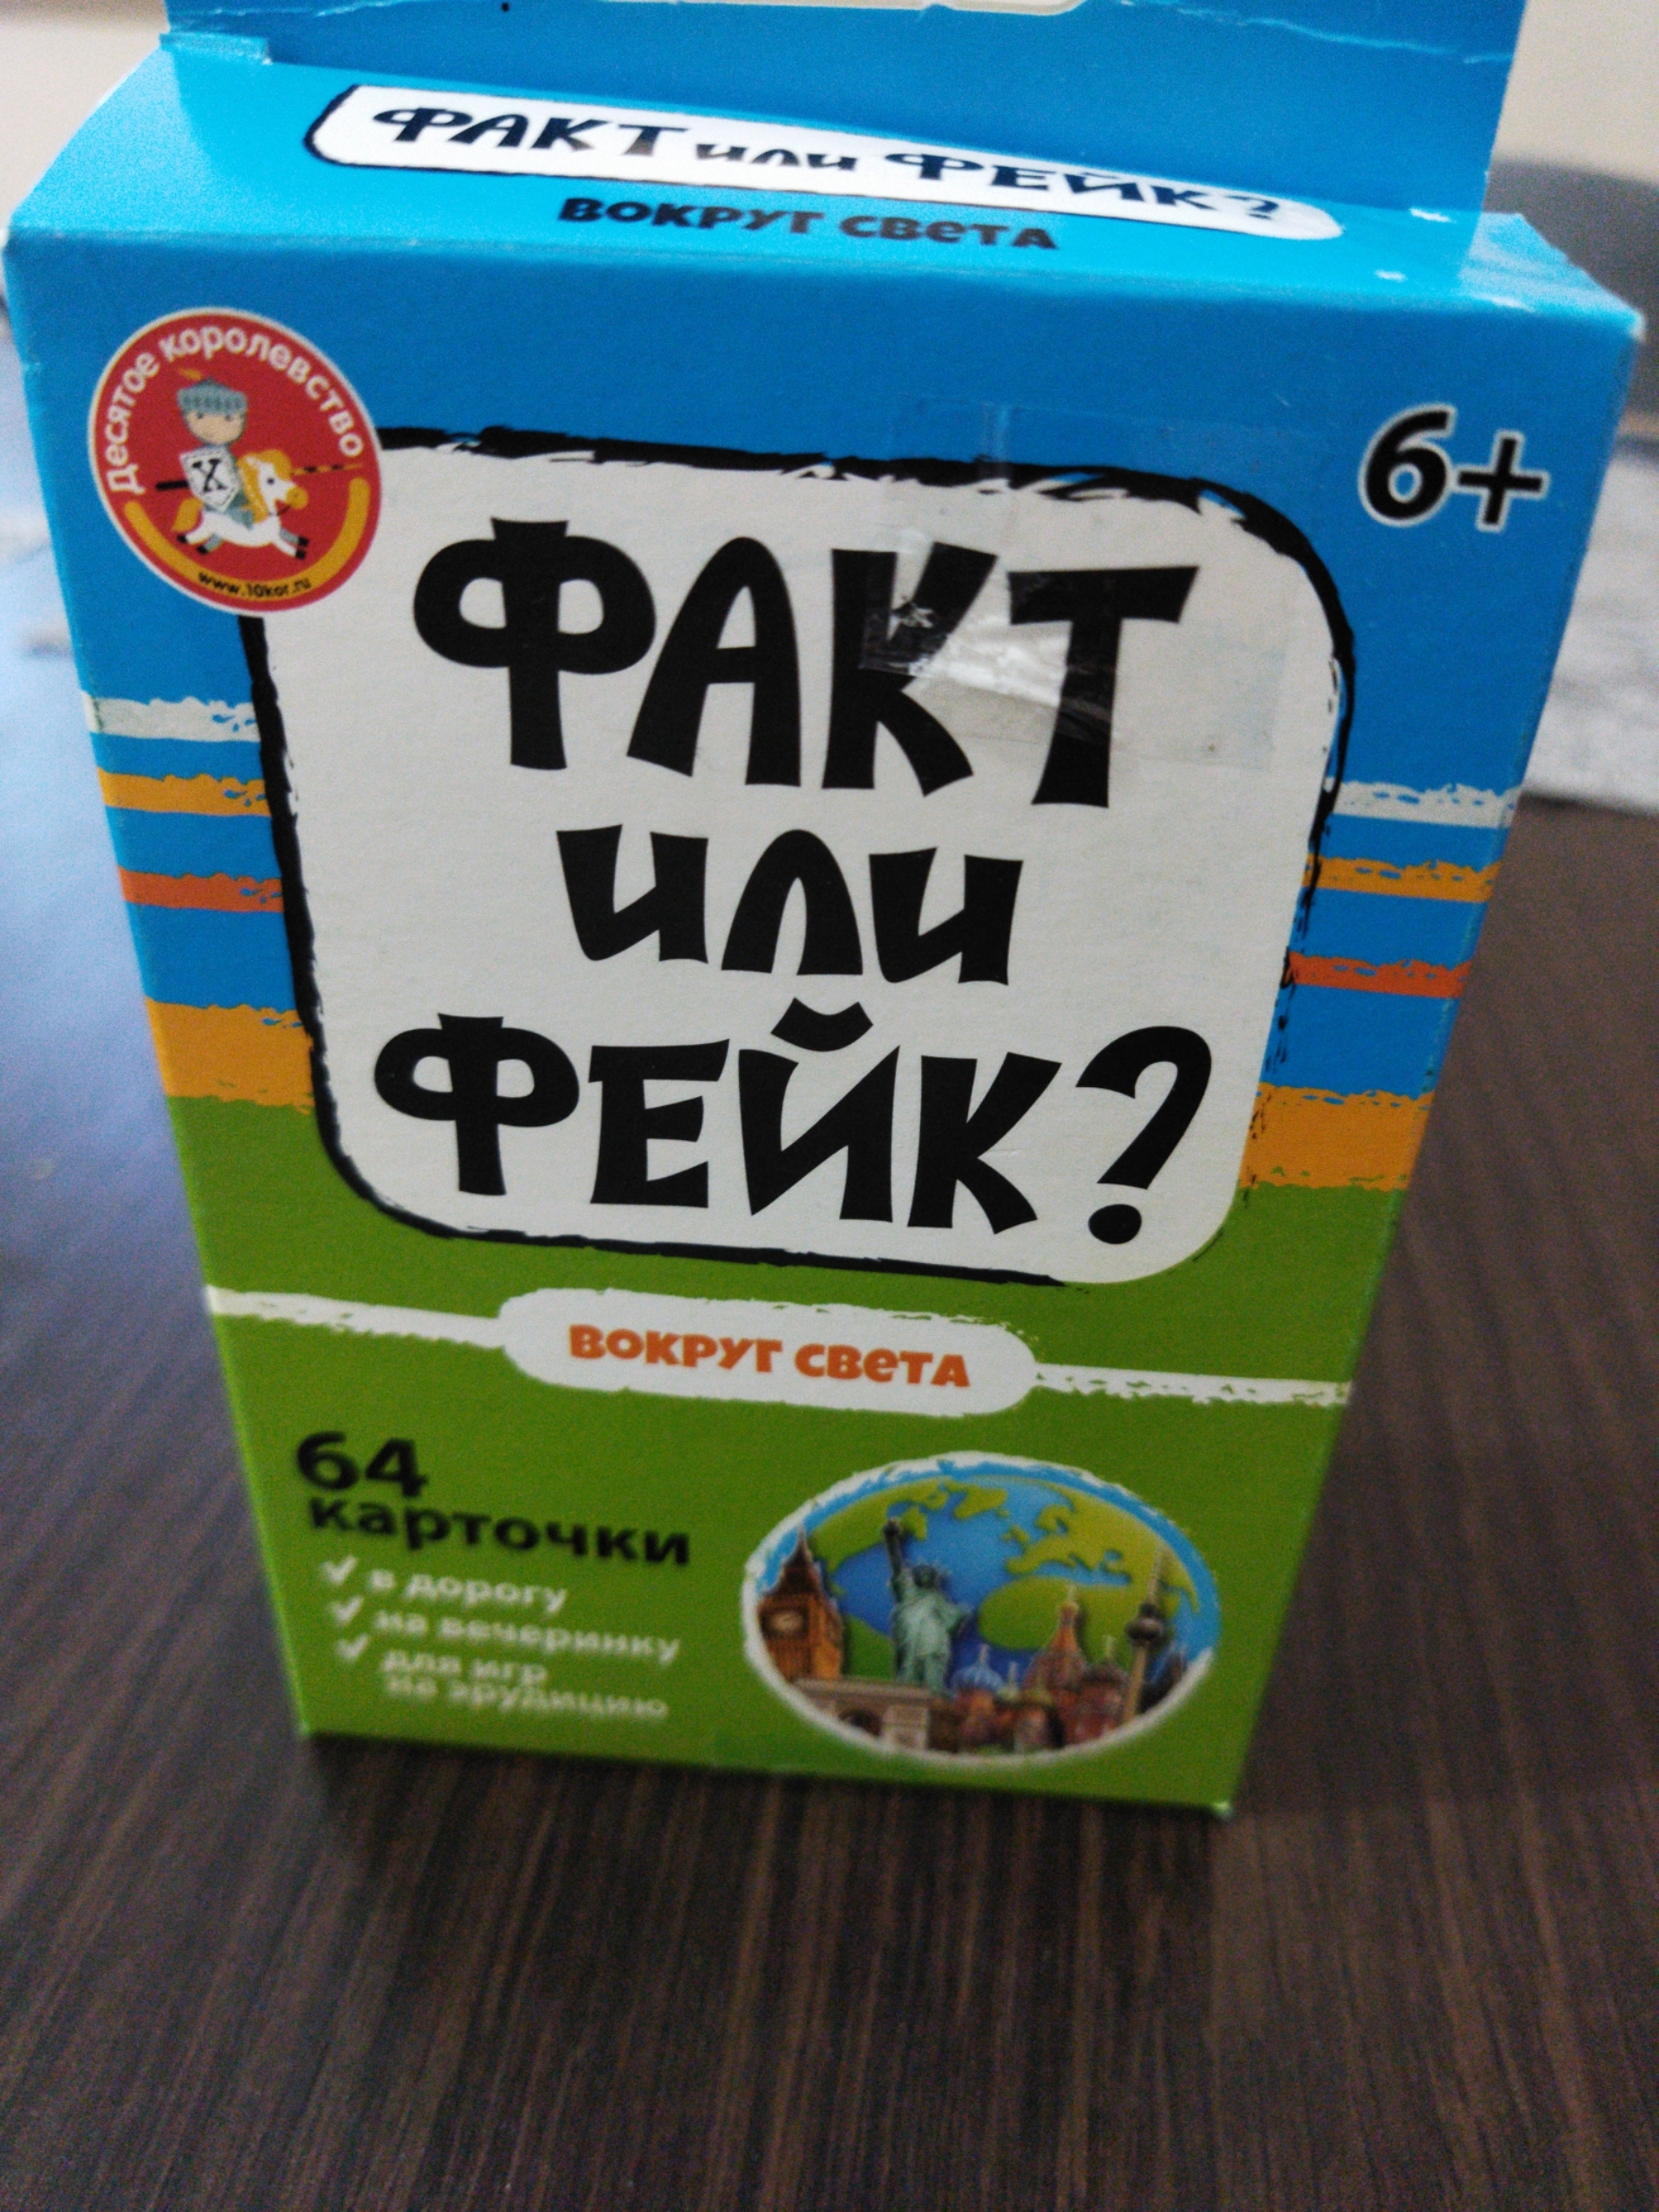 ФАКТ или ФЕЙК?
ВОКРУГ СВЕТА
Десятое королевство
К
www.10kor.ru
6+
ФАКТ
или
ФЕЙК?
ВОКРУГ СВЕТА
64
карточки
✓ в дорогу
✓ на вечеринку
✓ для игр
на эрудицию